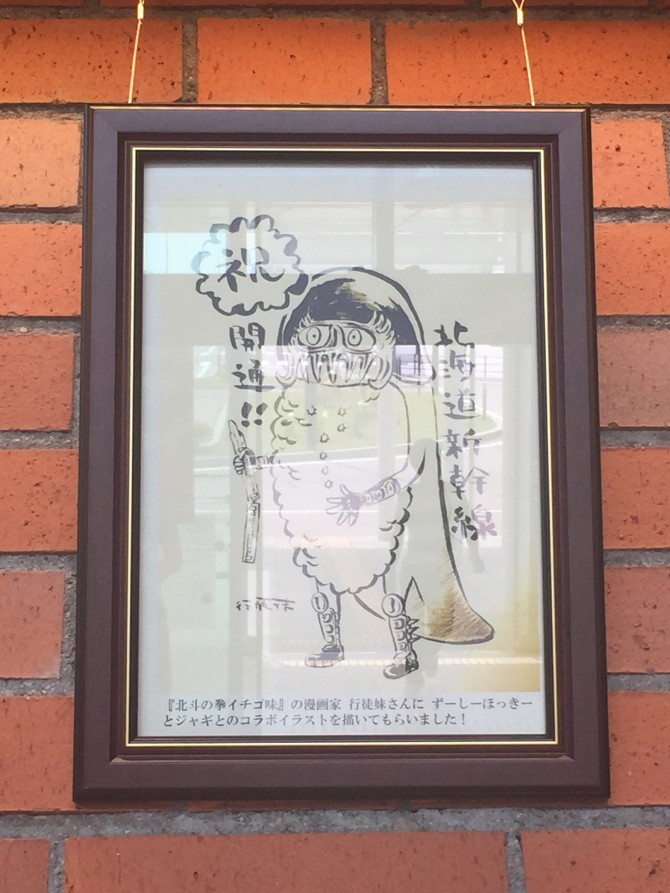 祝
開通!!
北海道新幹線
行徒妹
『北斗の拳イチゴ味』の漫画家 行徒妹さんに ずーしーほっきー
とジャギとのコラボイラストを描いてもらいました!